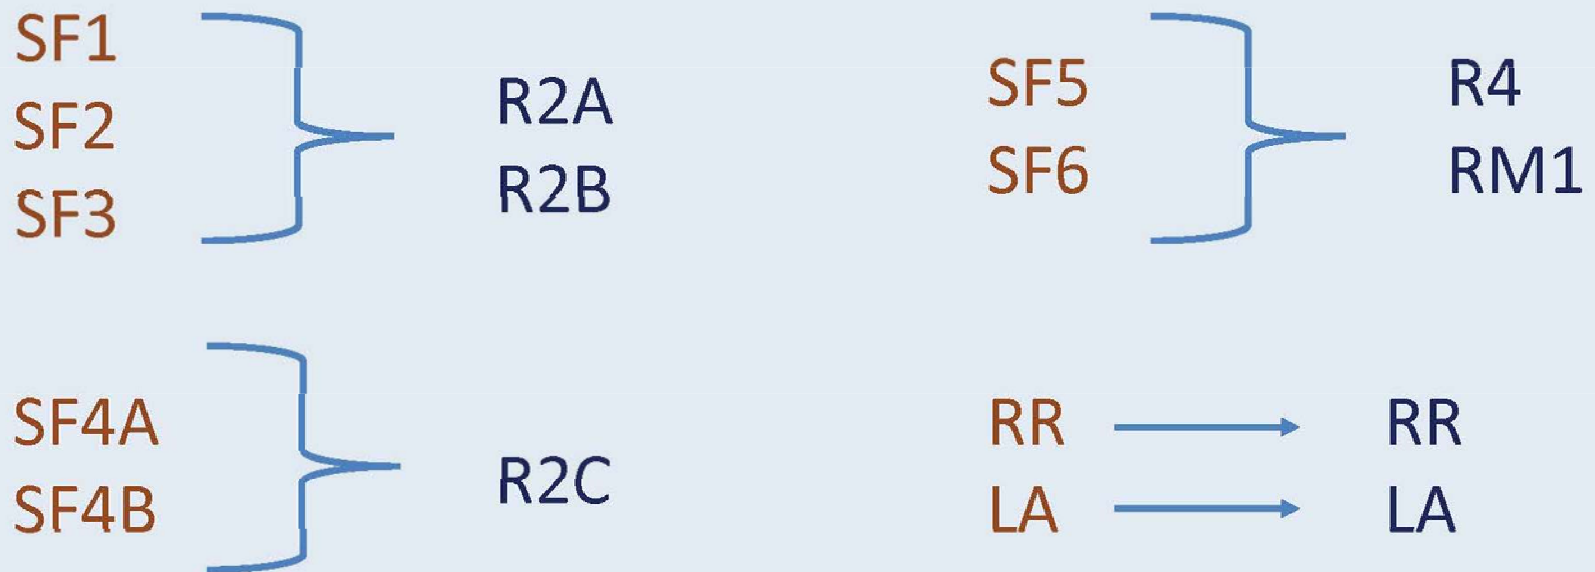 SF1
SF2
SF3
R2A
R2B
SF5
SF6
R4
RM1
SF4A
SF4B
R2C
RR RR
LA LA